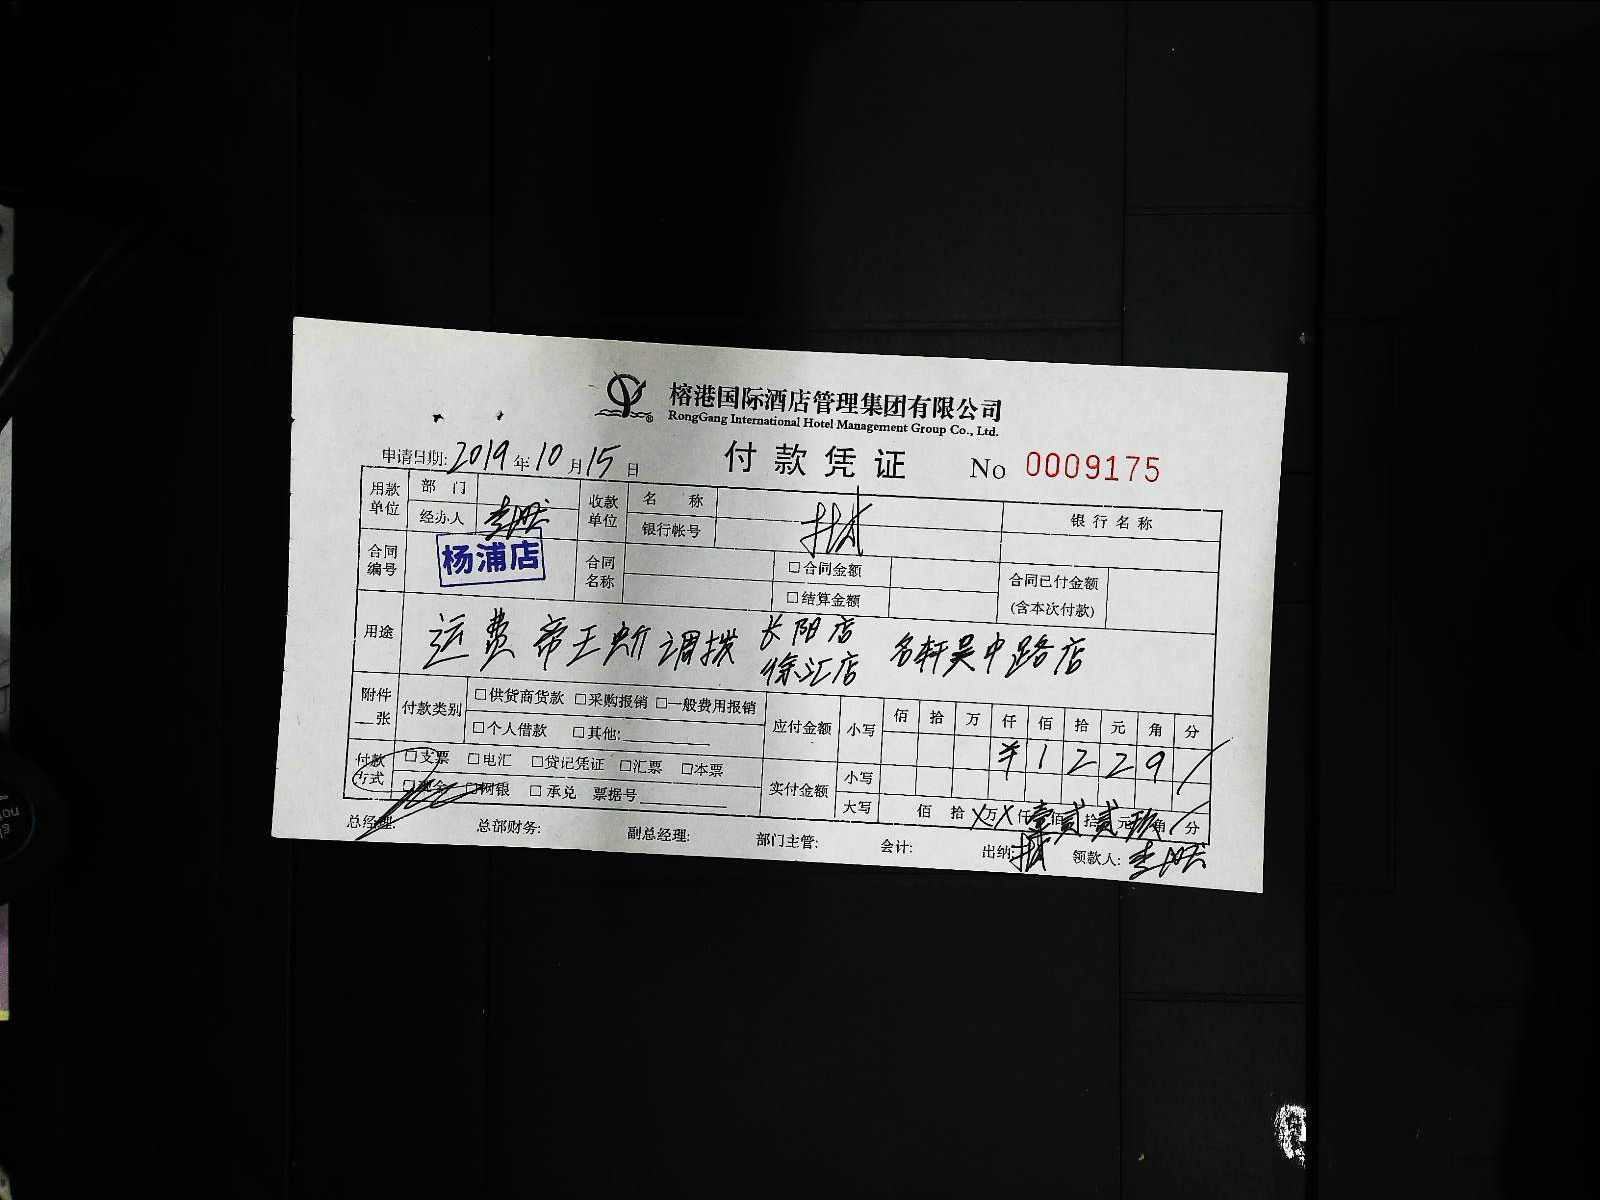 榕港国际酒店管理集团有限公司
RongGang International Hotel Management Group Co., Ltd.
付款凭证 No 0009175
申请日期: 2019 年 10 月 15 日
用款单位 部门 收款单位 名称 银行名称
经办人 银行帐号
合同编号 杨浦店 合同名称 □合同金额 合同已付金额(含本次付款)
□结算金额
用途 运费 帝王蟹调拨 长阳店 徐汇店 名轩吴中路店
附件 张 付款类别 □供货商货款 □采购报销 □一般费用报销 应付金额 小写 佰 拾 万 仟 佰 拾 元 角 分
□个人借款 □其他: ¥1229/
付款方式 □支票 □电汇 □贷记凭证 □汇票 □本票 实付金额 小写
□现金 □网银 □承兑 票据号 大写 佰 拾 X 万 X 仟 壹 佰 贰 拾 贰 元 玖 角 / 分
总经理: 总部财务: 副总经理: 部门主管: 会计: 出纳: 领款人: